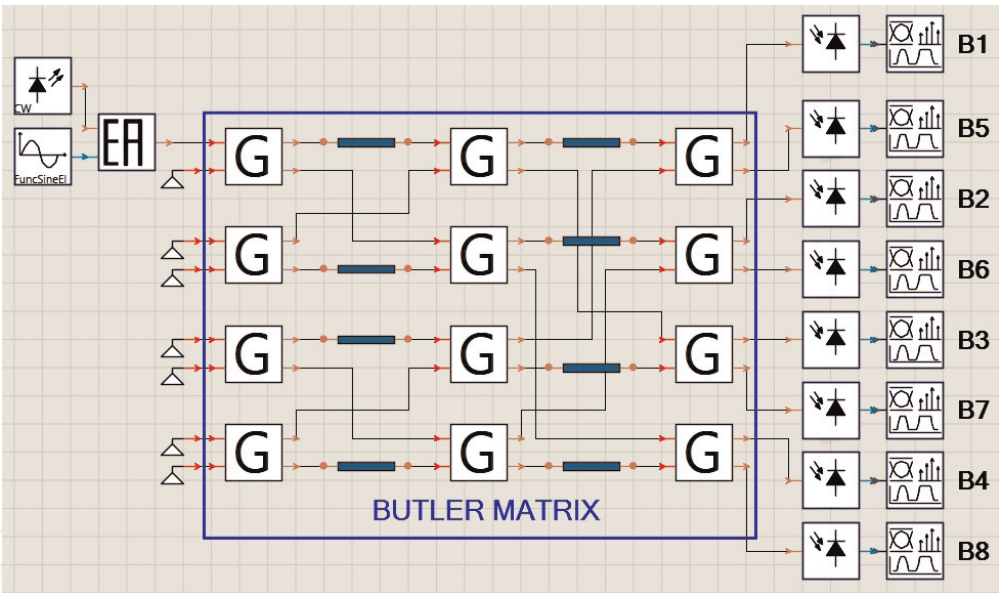 B1
CW
EA
FuncSineEl
B5
G G G
B2
G G G
B6
B3
G G G
B7
G G G
B4
BUTLER MATRIX
B8